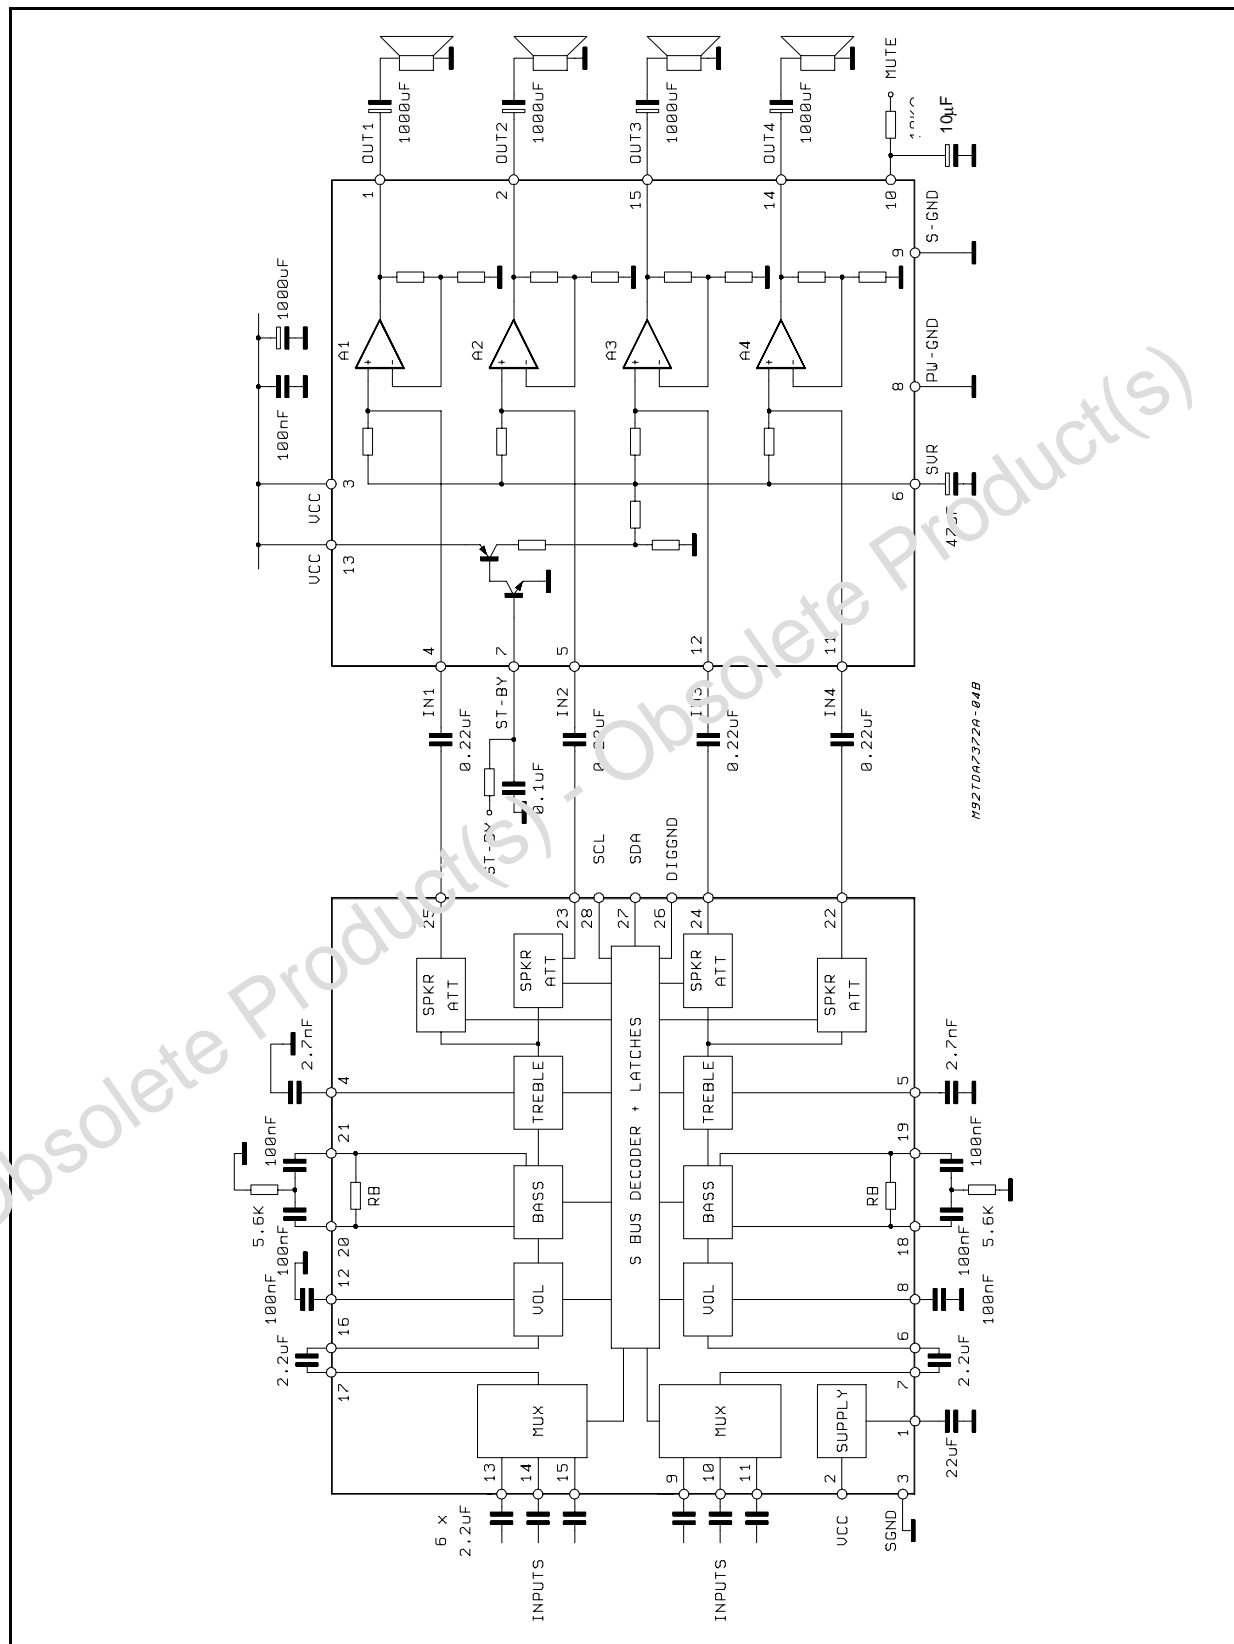 OUT1
1000uF
OUT2
1000uF
OUT3
1000uF
OUT4
1000uF
MUTE
10µF
1
2
15
14
10
S-GND
9
1000uF
100nF
A1
+
-
A2
+
-
A3
+
-
A4
+
-
PW-GND
8
VCC
3
VCC
13
SVR
6
4
7
5
12
11
IN1
0.22uF
ST-BY
ST-BY
0.1uF
IN2
IN3
0.22uF
IN4
0.22uF
M92TDA7372A-04B
SCL
SDA
DIGGND
25
23
28
27
26
24
22
SPKR
ATT
SPKR
ATT
SPKR
ATT
SPKR
ATT
2.7nF
4
TREBLE
S BUS DECODER + LATCHES
TREBLE
5
2.7nF
100nF
21
5.6K
RB
BASS
BASS
RB
19
100nF
5.6K
100nF
20
18
100nF
100nF
12
VOL
VOL
8
100nF
2.2uF
16
17
6
7
2.2uF
MUX
MUX
SUPPLY
1
22uF
13
14
15
9
10
11
2
3
6 x
2.2uF
VCC
SGND
INPUTS
INPUTS
Obsolete Product(s) - Obsolete Product(s)